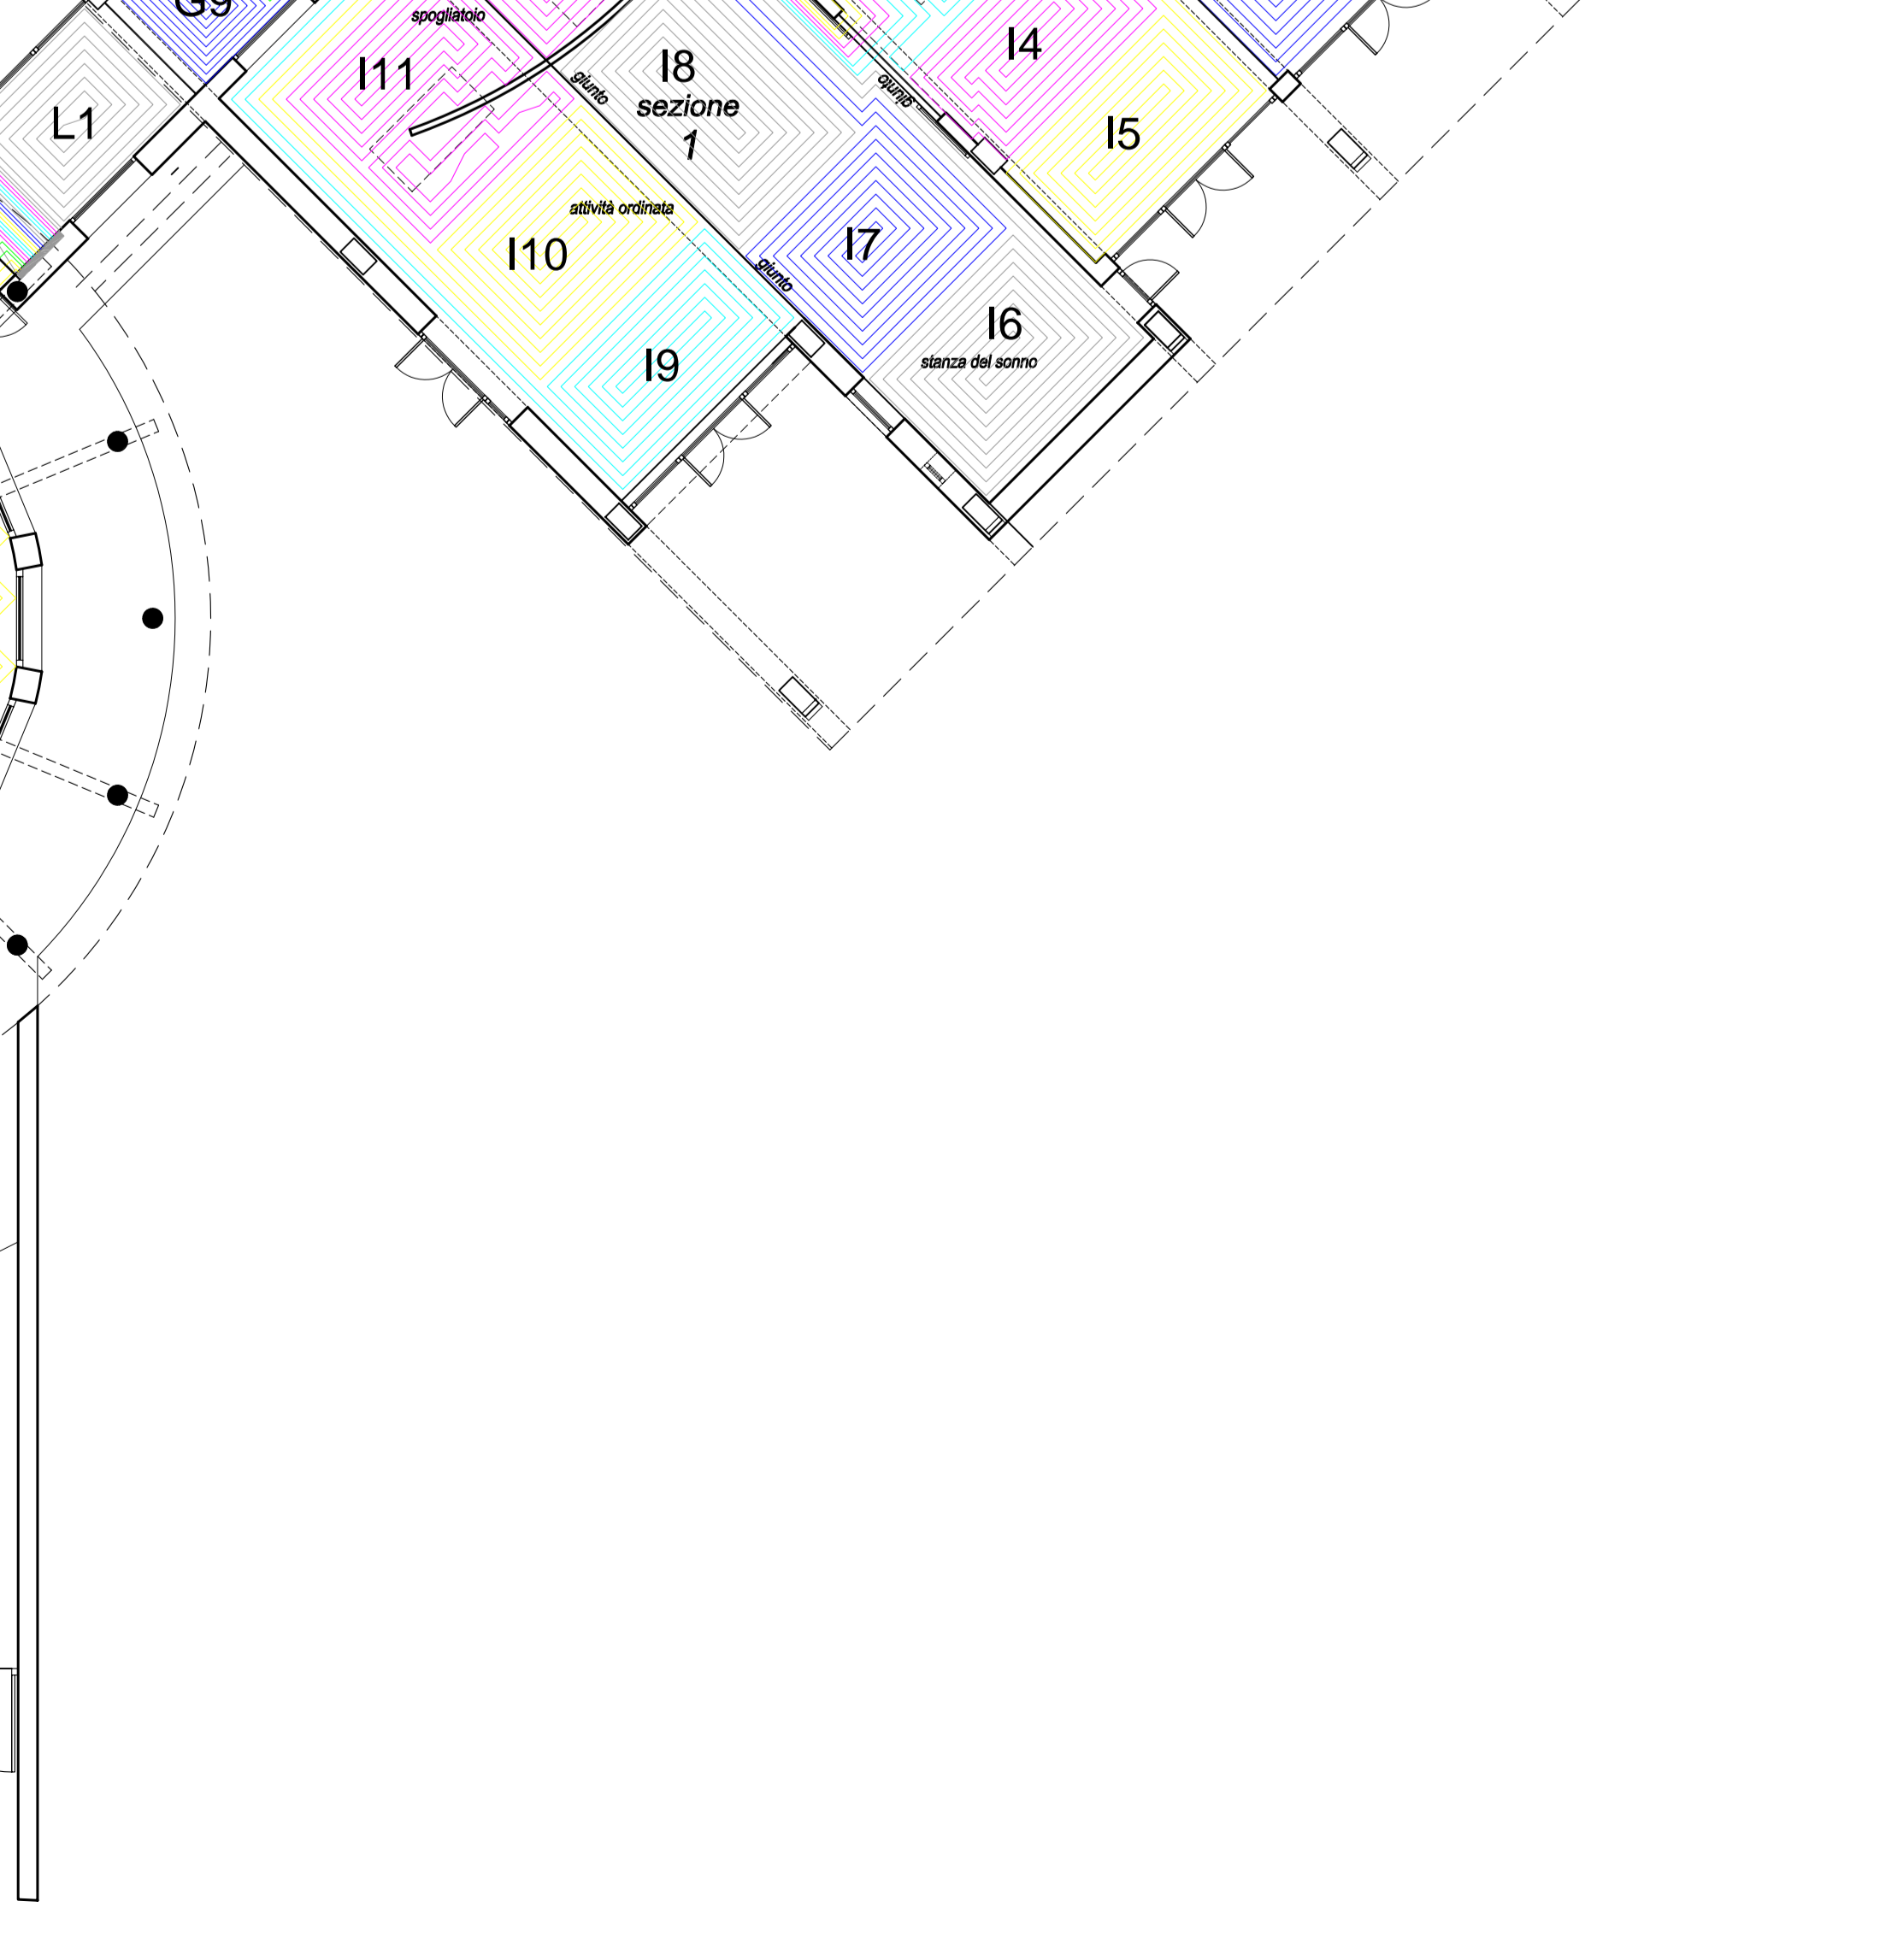 G9
spogliatoio
I11
I8
sezione
1
giunto
giunto
I4
I5
L1
attività ordinata
I10
I7
giunto
I6
stanza del sonno
I9